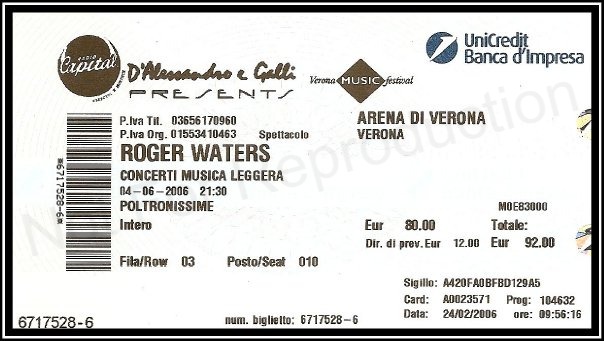 RADIO
Capital
D'Alessandro e Galli
PRESENTS
Verona MUSIC festival
UniCredit
Banca d'Impresa
P.Iva Tit. 03656170960
P.Iva Org. 01553410463 Spettacolo
ARENA DI VERONA
VERONA
ROGER WATERS
CONCERTI MUSICA LEGGERA
04-06-2006 21:30
POLTRONISSIME M0E83000
Intero Eur 80.00 Totale:
Dir. di prev.Eur 12.00 Eur 92.00
Fila/Row 03 Posto/Seat 010
Sigillo: A420FA0BFBD129A5
Card: A0023571 Prog: 104632
Data: 24/02/2006 ore: 09:56:16
*6717528-6*
6717528-6
num. biglietto: 6717528-6
Reproduction